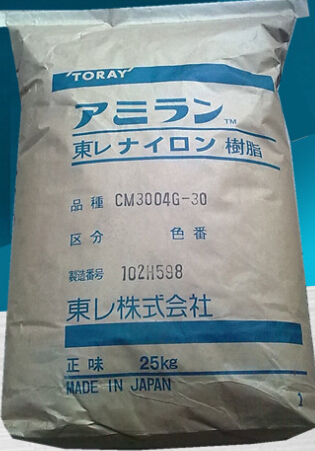 TORAY
アミラン™
東レナイロン 樹脂
品種 CM3004G-30
区分 色番
製造番号 102H598
東レ株式会社
正味 25kg
MADE IN JAPAN